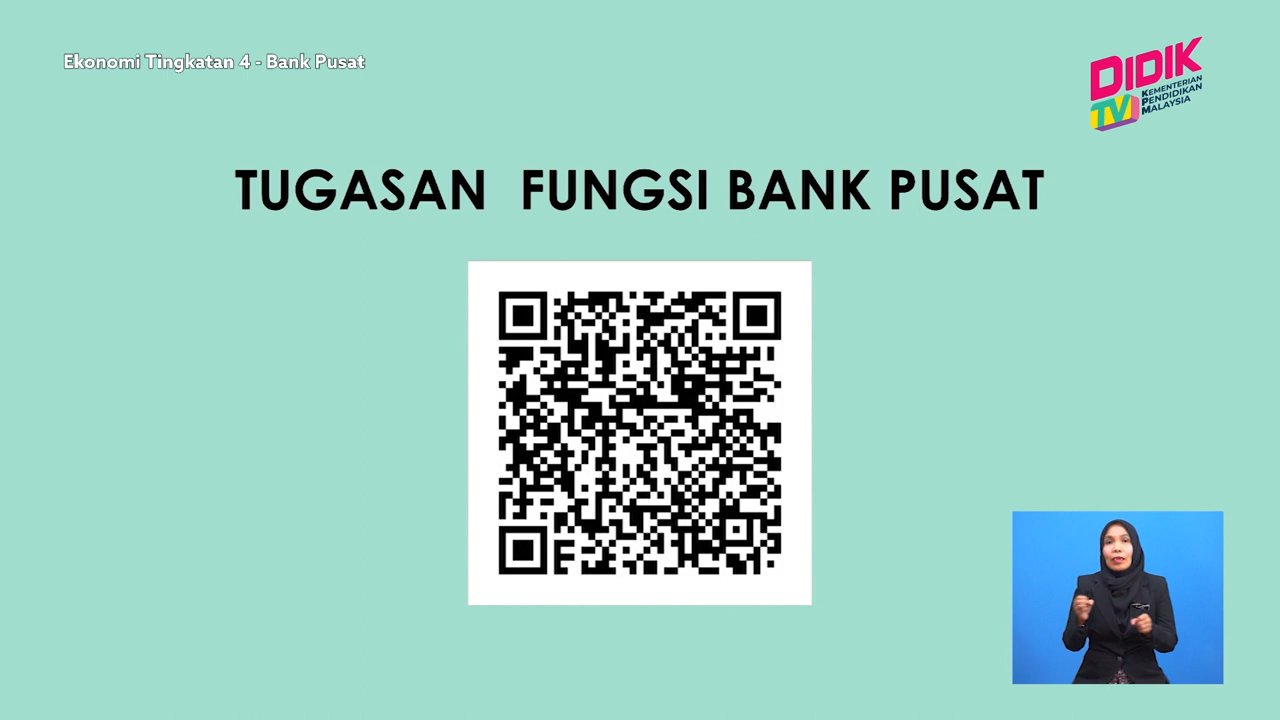 Ekonomi Tingkatan 4 - Bank Pusat
DIDIK
TV
KEMENTERIAN
PENDIDIKAN
MALAYSIA
TUGASAN FUNGSI BANK PUSAT